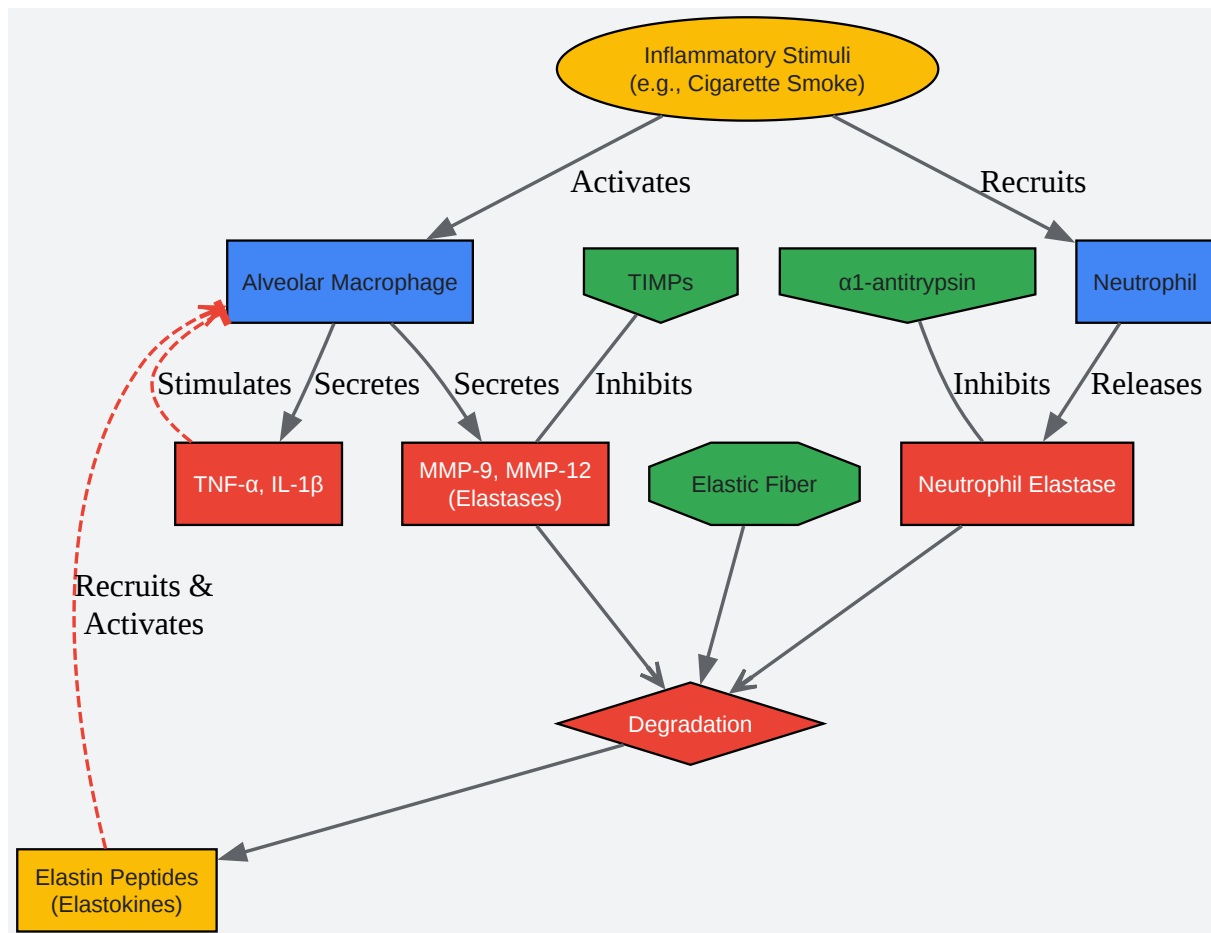 Inflammatory Stimuli
(e.g., Cigarette Smoke)
Activates
Recruits
Alveolar Macrophage
TIMPs
α1-antitrypsin
Neutrophil
Stimulates
Secretes
Secretes
Inhibits
Inhibits
Releases
TNF-α, IL-1β
MMP-9, MMP-12
(Elastases)
Elastic Fiber
Neutrophil Elastase
Recruits &
Activates
Degradation
Elastin Peptides
(Elastokines)